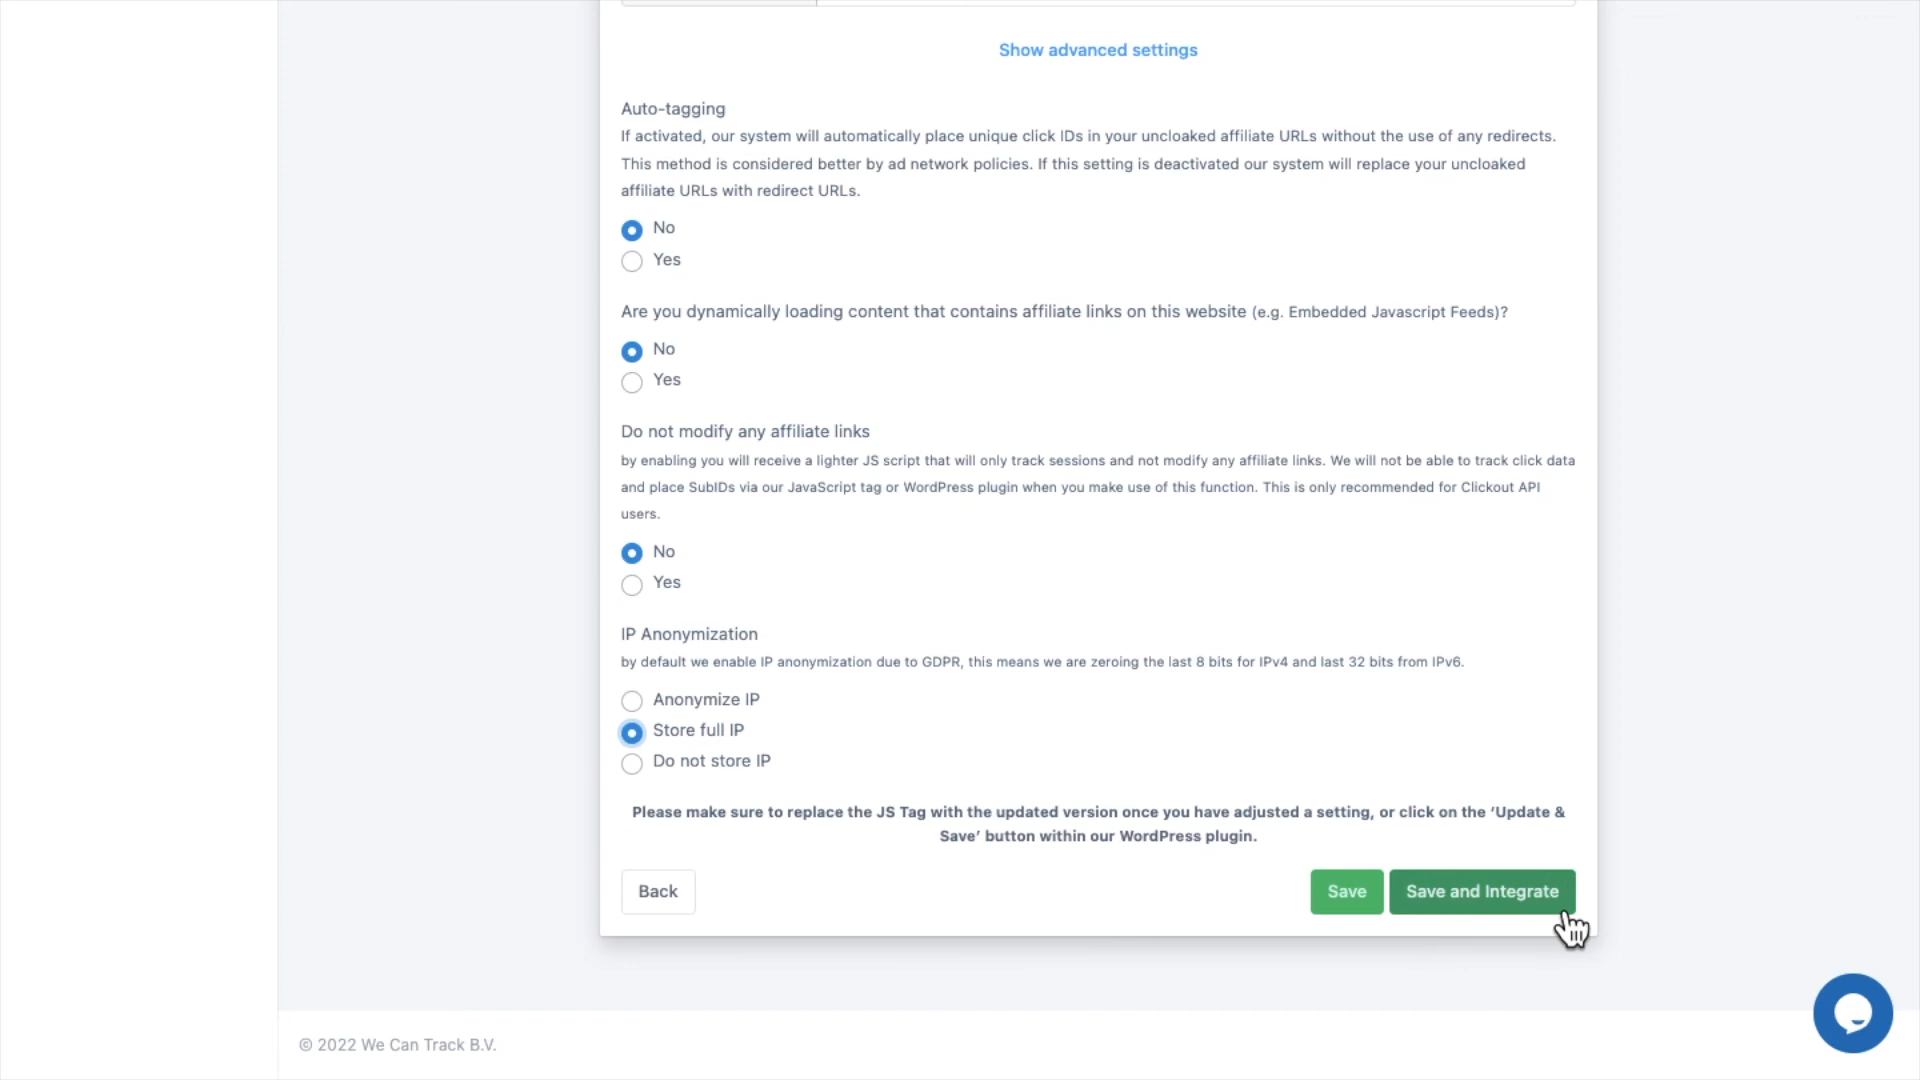 Show advanced settings
Auto-tagging
If activated, our system will automatically place unique click IDs in your uncloaked affiliate URLs without the use of any redirects.
This method is considered better by ad network policies. If this setting is deactivated our system will replace your uncloaked
affiliate URLs with redirect URLs.
No
Yes
Are you dynamically loading content that contains affiliate links on this website (e.g. Embedded Javascript Feeds)?
No
Yes
Do not modify any affiliate links
by enabling you will receive a lighter JS script that will only track sessions and not modify any affiliate links. We will not be able to track click data
and place SubIDs via our JavaScript tag or WordPress plugin when you make use of this function. This is only recommended for Clickout API
users.
No
Yes
IP Anonymization
by default we enable IP anonymization due to GDPR, this means we are zeroing the last 8 bits for IPv4 and last 32 bits from IPv6.
Anonymize IP
Store full IP
Do not store IP
Please make sure to replace the JS Tag with the updated version once you have adjusted a setting, or click on the ‘Update &
Save’ button within our WordPress plugin.
Back
Save
Save and Integrate
© 2022 We Can Track B.V.